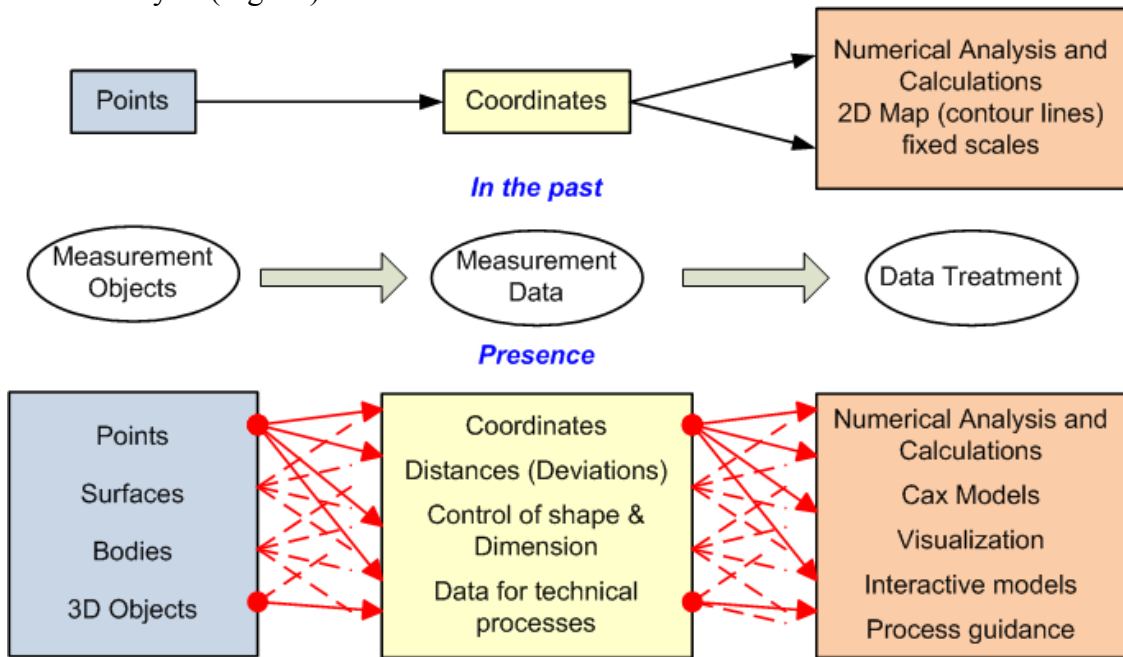 Points
Coordinates
Numerical Analysis and
Calculations
2D Map (contour lines)
fixed scales
In the past
Measurement
Objects
Measurement
Data
Data Treatment
Presence
Points
Surfaces
Bodies
3D Objects
Coordinates
Distances (Deviations)
Control of shape &
Dimension
Data for technical
processes
Numerical Analysis and
Calculations
Cax Models
Visualization
Interactive models
Process guidance